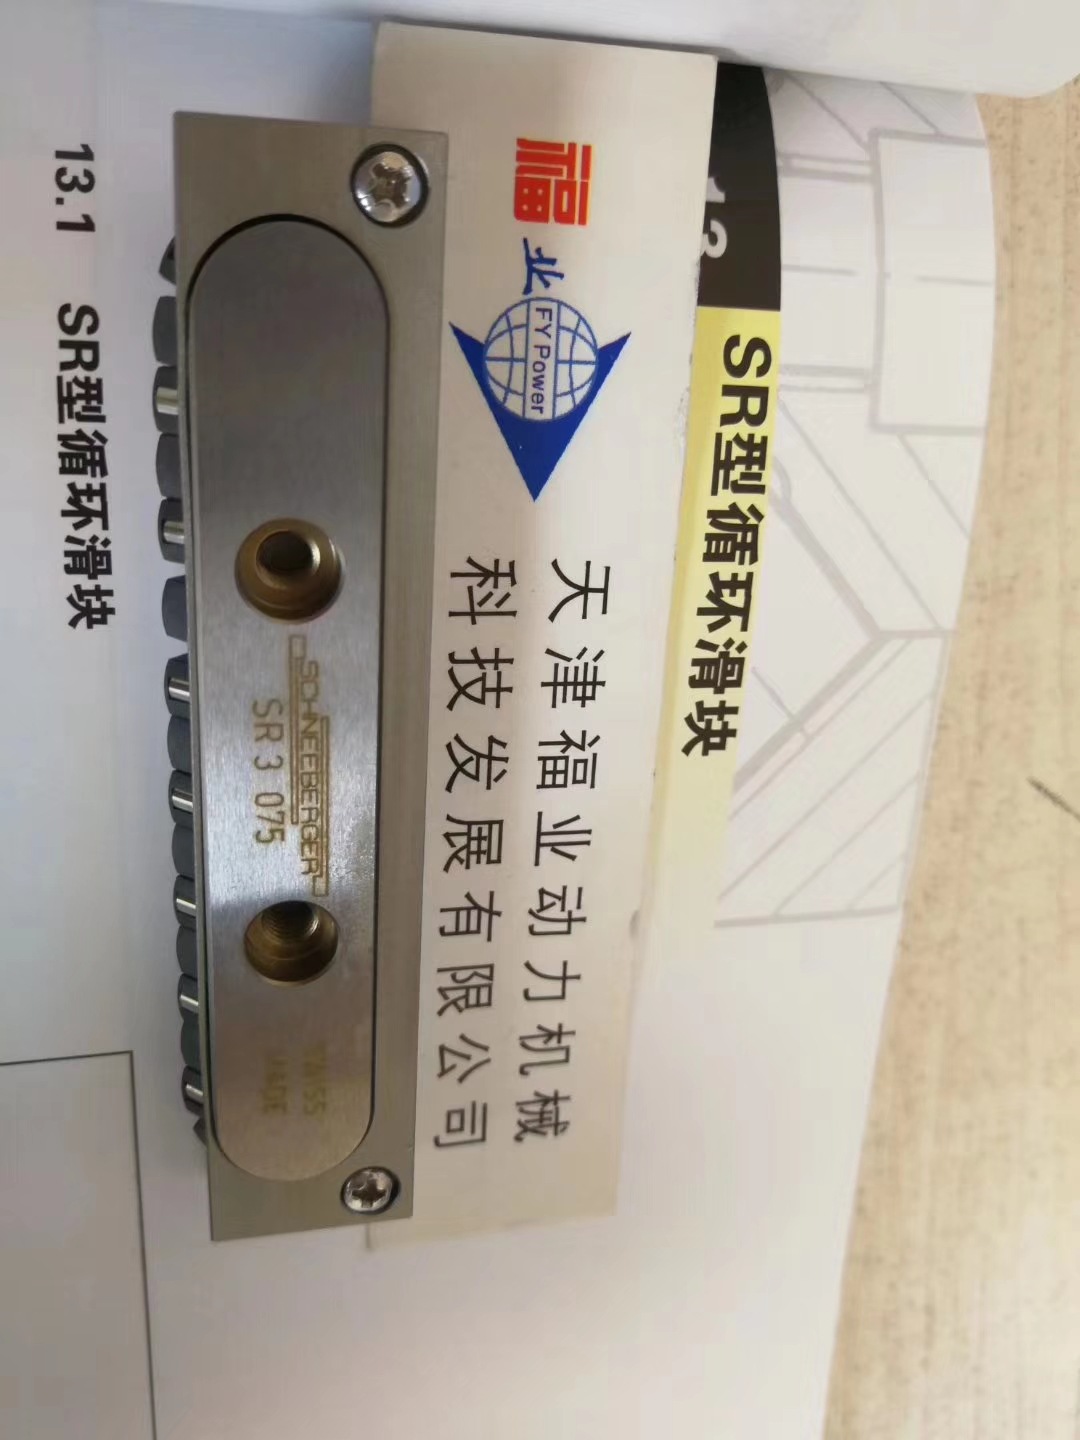 13.1 SR型循环滑块
SCHNEEBERGER
SR 3 075
SWISS
MADE
福业
FY Power
天津福业动力机械
科技发展有限公司
13
SR型循环滑块